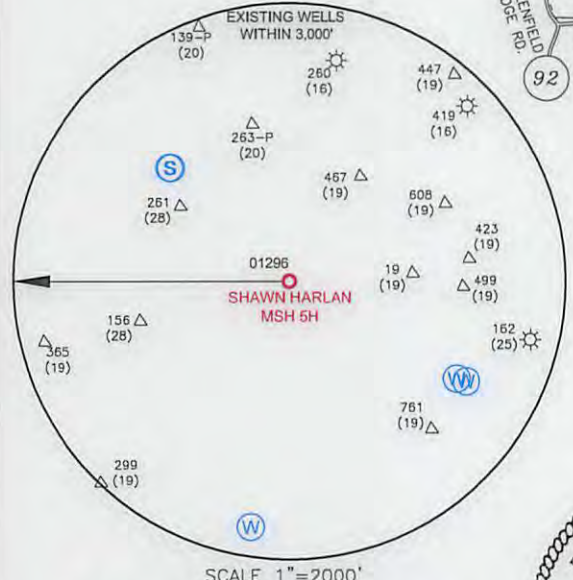 EXISTING WELLS
WITHIN 3,000'
139-P
(20)
260
(16)
447
(19)
419
(16)
263-P
(20)
S
467
(19)
261
(28)
608
(19)
423
(19)
01296
19
(19)
499
(19)
SHAWN HARLAN
MSH 5H
156
(28)
162
(25)
365
(19)
W
W
761
(19)
299
(19)
W
SCALE 1"=2000'
RD.
92